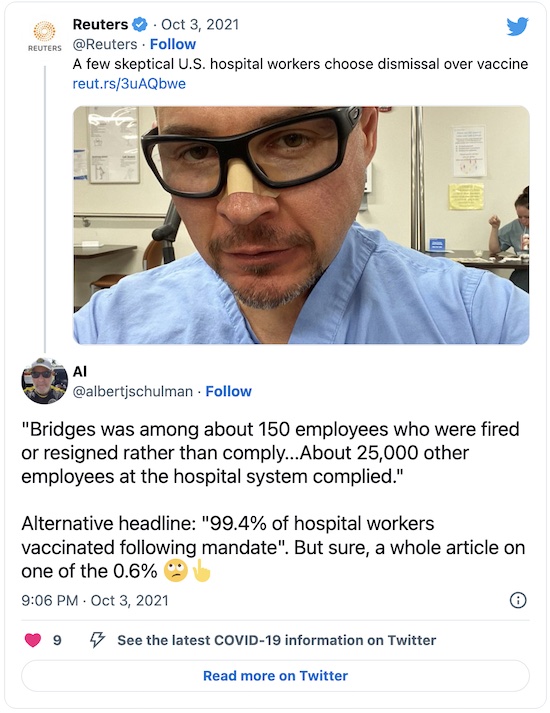 Reuters · Oct 3, 2021
REUTERS
@Reuters · Follow
A few skeptical U.S. hospital workers choose dismissal over vaccine
reut.rs/3uAQbwe
Al
@albertjschulman · Follow
"Bridges was among about 150 employees who were fired
or resigned rather than comply...About 25,000 other
employees at the hospital system complied."
Alternative headline: "99.4% of hospital workers
vaccinated following mandate". But sure, a whole article on
one of the 0.6% 🙄👆
9:06 PM · Oct 3, 2021
9 See the latest COVID-19 information on Twitter
Read more on Twitter